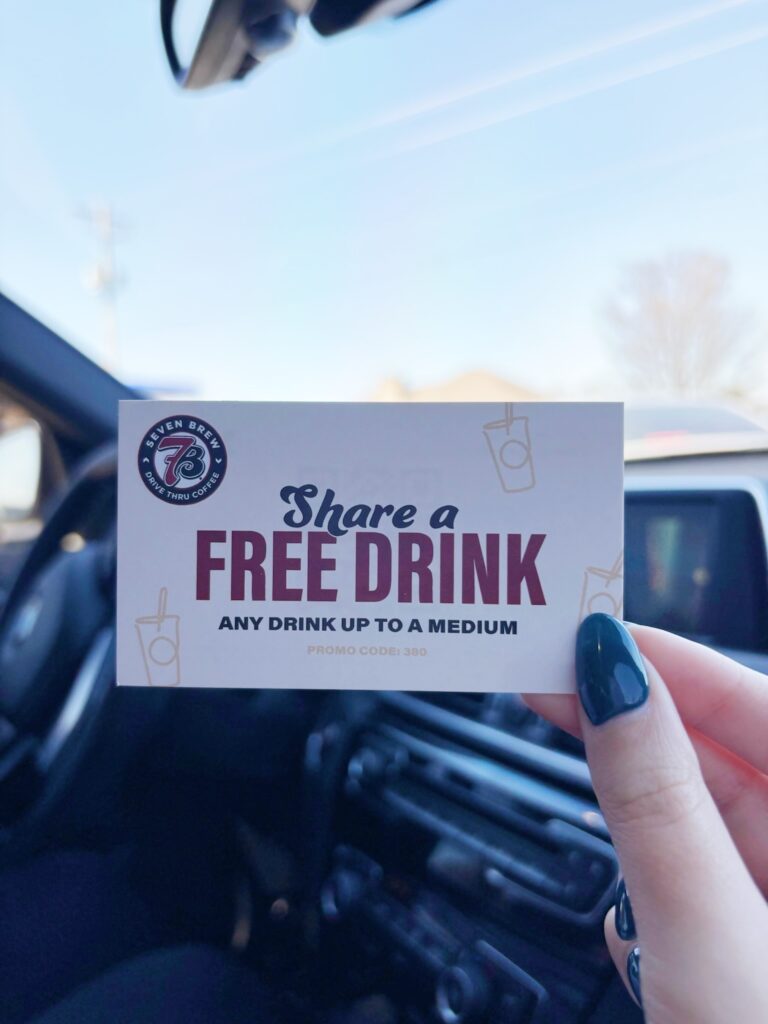 SEVEN BREW
7B
DRIVE THRU COFFEE
Share a
FREE DRINK
ANY DRINK UP TO A MEDIUM
PROMO CODE: 380